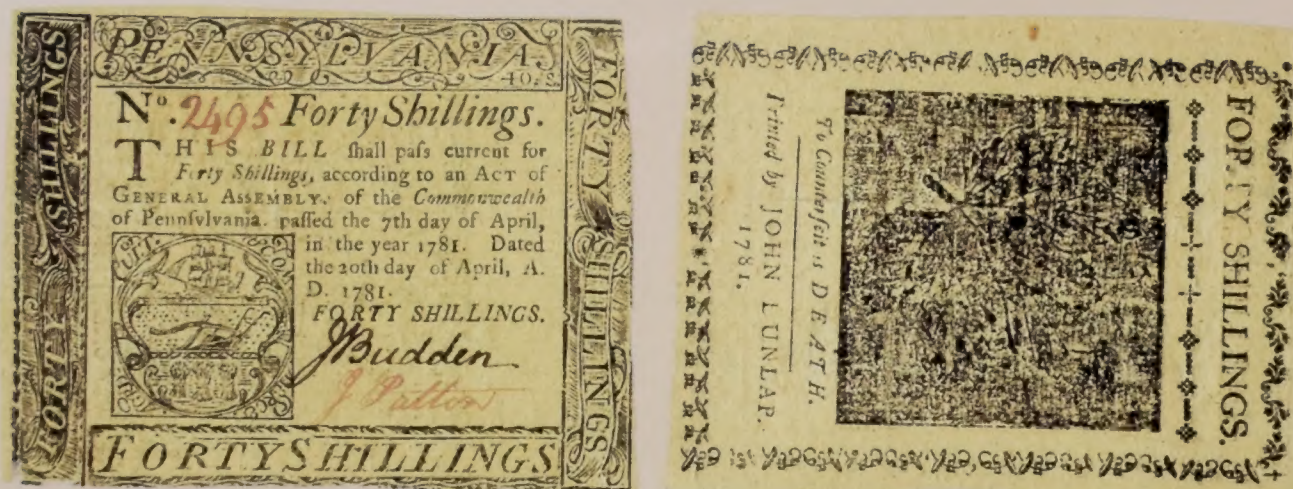 PENNSYLVANIA.
40.s
FORTY SHILLINGS
FORTY SHILLINGS
No. 2495 Forty Shillings.
THIS BILL ſhall paſs current for
Forty Shillings, according to an ACT of
GENERAL ASSEMBLY, of the Commonwealth
of Pennſylvania. paſſed the 7th day of April,
in the year 1781. Dated
the 20th day of April, A.
D. 1781.
FORTY SHILLINGS.
JBudden
J Patton
FORTY SHILLINGS
FORTY SHILLINGS.
To Counterfeit is DEATH.
Printed by JOHN DUNLAP.
1781.